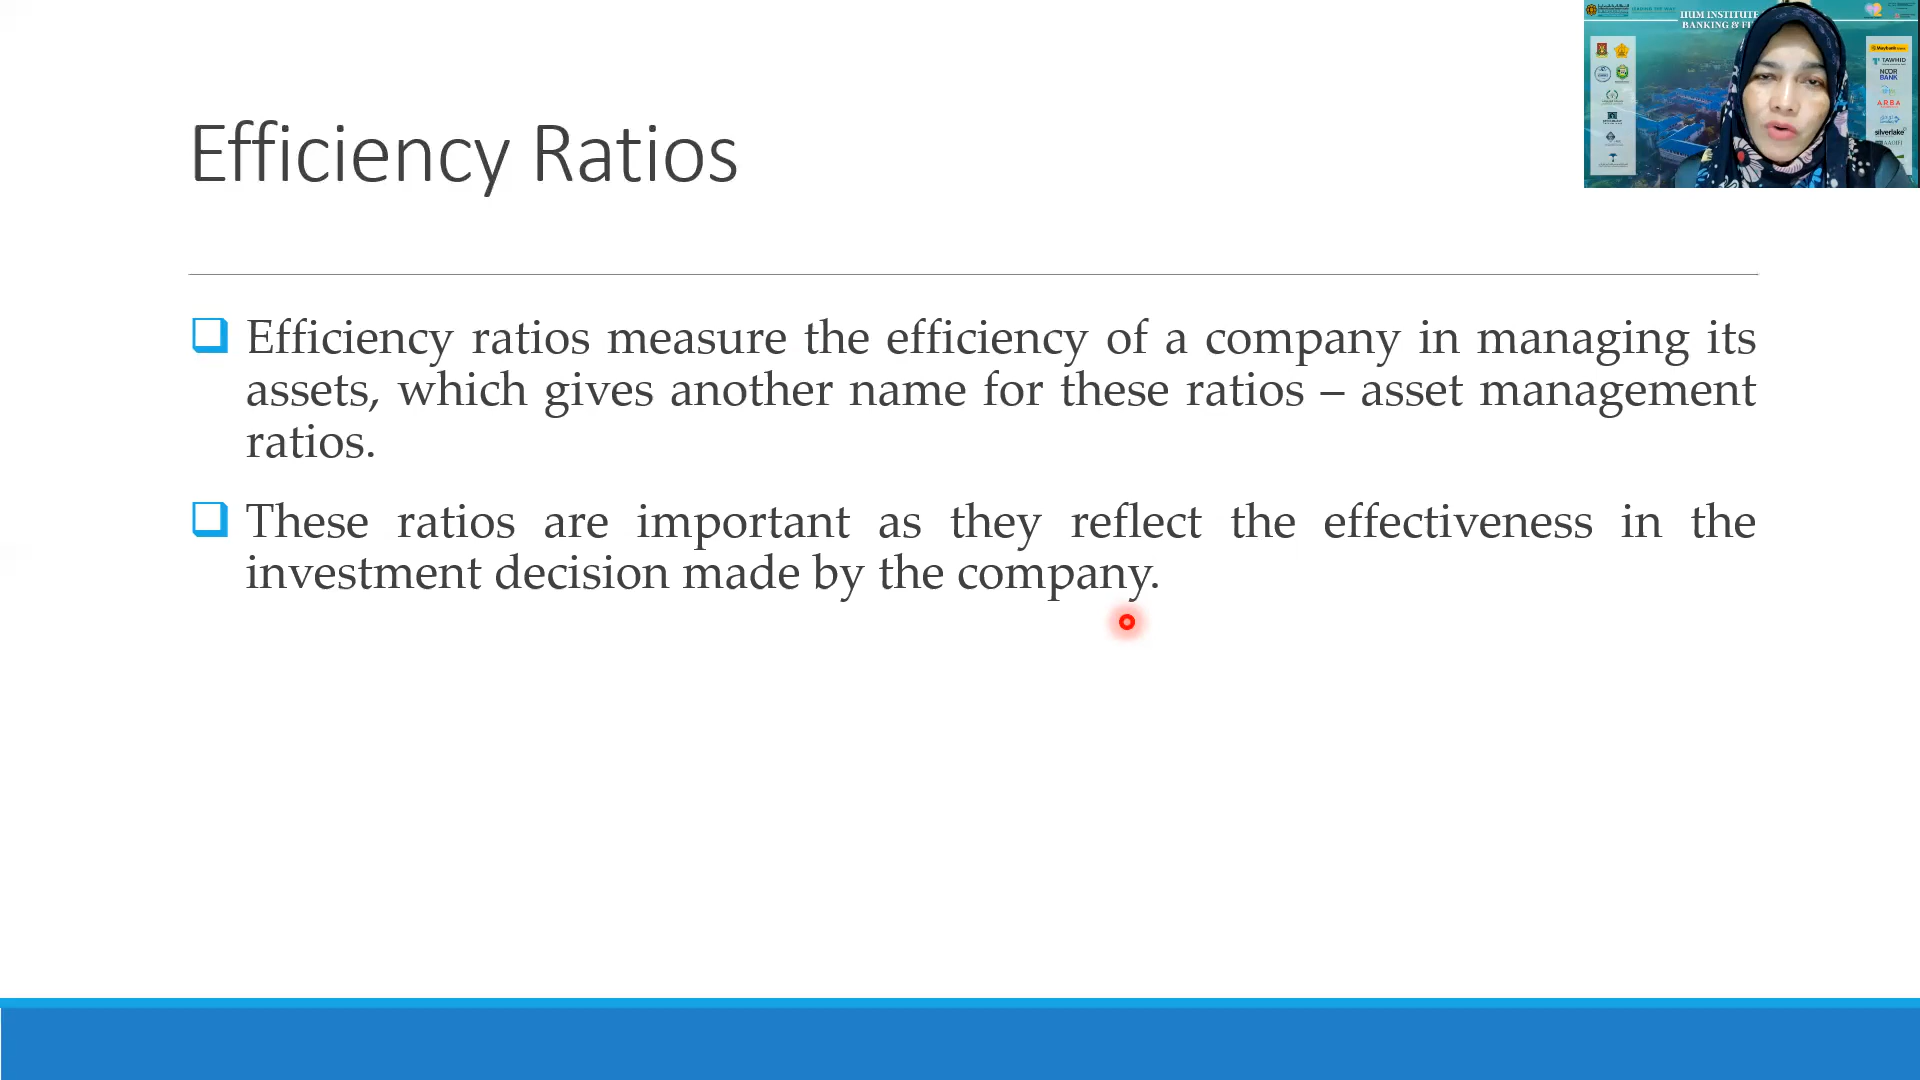 Efficiency Ratios
Efficiency ratios measure the efficiency of a company in managing its
assets, which gives another name for these ratios – asset management
ratios.
These ratios are important as they reflect the effectiveness in the
investment decision made by the company.
IIUM INSTITUTE
BANKING &
Maybank
TAWHID
NOOR
BANK
ARBA
silverlake
AAOIFI